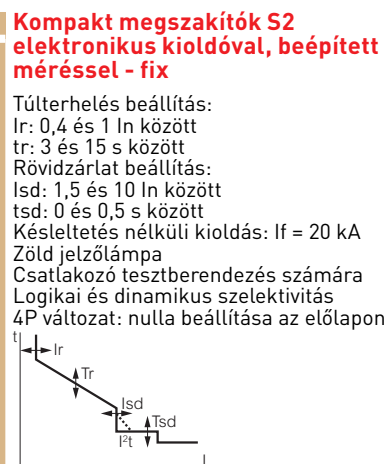 Kompakt megszakítók S2
elektronikus kioldóval, beépített
méréssel - fix
Túlterhelés beállítás:
Ir: 0,4 és 1 In között
tr: 3 és 15 s között
Rövidzárlat beállítás:
Isd: 1,5 és 10 In között
tsd: 0 és 0,5 s között
Késleltetés nélküli kioldás: If = 20 kA
Zöld jelzőlámpa
Csatlakozó tesztberendezés számára
Logikai és dinamikus szelektivitás
4P változat: nulla beállítása az előlapon
t
Ir
Tr
Isd
Tsd
I²t
I